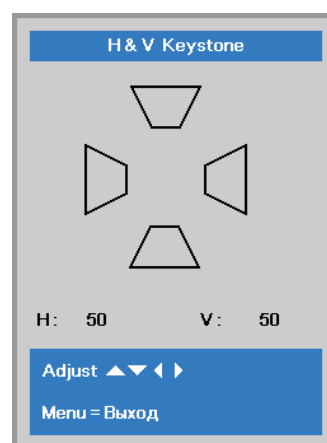 H & V Keystone
H: 50 V: 50
Adjust ▲▼◀▶
Menu = Выход